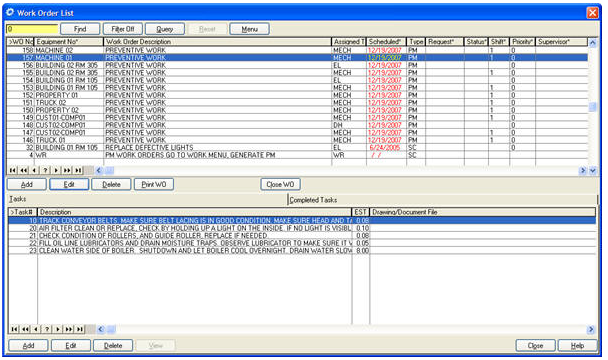 Work Order List
0 Find Filter Off Query Reset Menu
>WO No Equipment No* Work Order Description Assigned T Scheduled* Type Request* Status* Shift* Priority* Supervisor*
158 MACHINE 02 PREVENTIVE WORK MECH 12/19/2007 PM 1 0
157 MACHINE 01 PREVENTIVE WORK MECH 12/19/2007 PM 1 0
156 BUILDING 02 RM 305 PREVENTIVE WORK EL 12/19/2007 PM 0
155 BUILDING 02 RM 305 PREVENTIVE WORK MECH 12/19/2007 PM 1 0
154 BUILDING 01 RM 105 PREVENTIVE WORK EL 12/19/2007 PM 0
153 BUILDING 01 RM 105 PREVENTIVE WORK MECH 12/19/2007 PM 1 0
152 PROPERTY 01 PREVENTIVE WORK MECH 12/19/2007 PM 1 0
151 TRUCK 02 PREVENTIVE WORK MECH 12/19/2007 PM 1 0
150 PROPERTY 02 PREVENTIVE WORK MECH 12/19/2007 PM 1 0
149 CUST01-COMP01 PREVENTIVE WORK MECH 12/19/2007 PM 1 0
148 CUST02-COMP01 PREVENTIVE WORK DH 12/19/2007 PM 0
147 CUST02-COMP01 PREVENTIVE WORK MECH 12/19/2007 PM 1 0
146 TRUCK 01 PREVENTIVE WORK MECH 12/19/2007 PM 1 0
32 BUILDING 01 RM 105 REPLACE DEFECTIVE LIGHTS EL 6/24/2005 SC 0
4 WR PM WORK ORDERS GO TO WORK MENU, GENERATE PM WR / / SC 0
?
Add Edit Delete Print WO Close WO
Tasks Completed Tasks
>Task# Description EST Drawing/Document File
10 TRACK CONVEYOR BELTS. MAKE SURE BELT LACING IS IN GOOD CONDITION, MAKE SURE HEAD AND TA 0.08
20 AIR FILTER CLEAN OR REPLACE, CHECK BY HOLDING UP A LIGHT ON THE INSIDE. IF NO LIGHT IS VISIBL 0.10
21 CHECK CONDITION OF ROLLERS, AND GUIDE ROLLER, REPLACE IF NEEDED. 0.08
22 FILL OIL LINE LUBRICATORS AND DRAIN MOISTURE TRAPS, OBSERVE LUBRICATOR TO MAKE SURE IT V 0.05
23 CLEAN WATER SIDE OF BOILER. SHUTDOWN AND LET BOILER COOL OVERNIGHT. DRAIN WATER SLOW 8.00
?
Add Edit Delete View Close Help